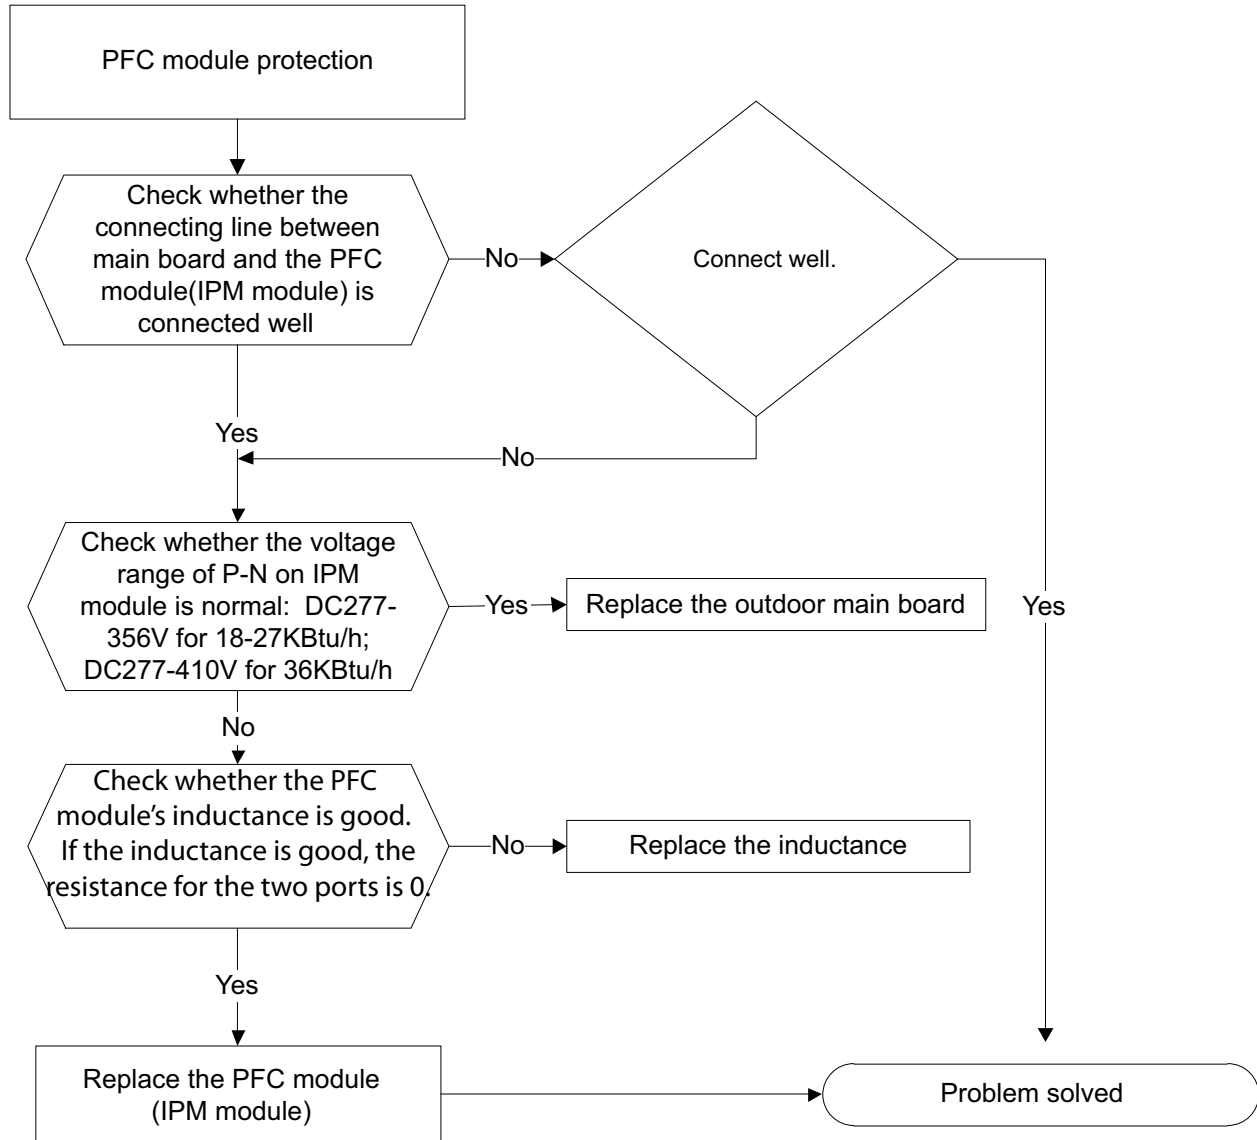 PFC module protection
Check whether the
connecting line between
main board and the PFC
module(IPM module) is
connected well
No
Connect well.
Yes
No
Check whether the voltage
range of P-N on IPM
module is normal:  DC277-
356V for 18-27KBtu/h;
DC277-410V for 36KBtu/h
Yes
Replace the outdoor main board
Yes
No
Check whether the PFC
module’s inductance is good.
If the inductance is good, the
resistance for the two ports is 0.
No
Replace the inductance
Yes
Replace the PFC module
(IPM module)
Problem solved